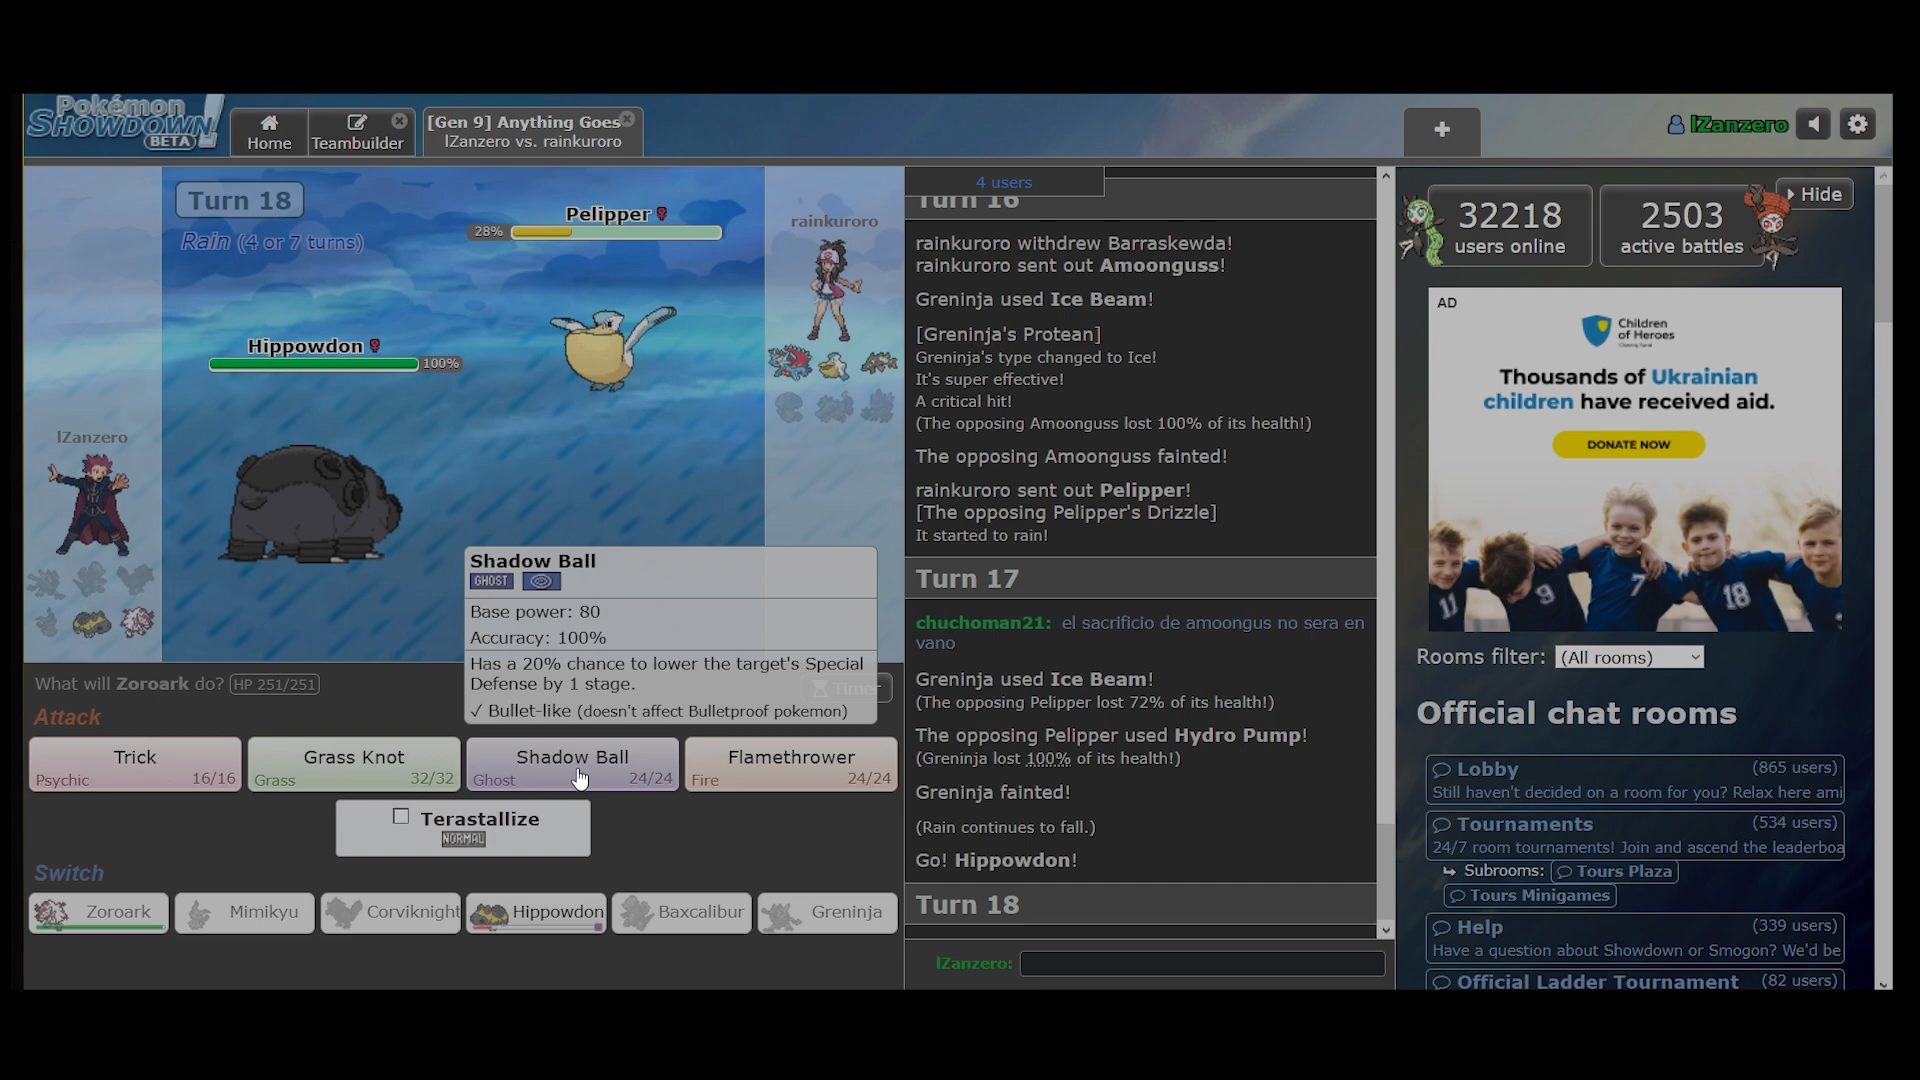 Pokémon
SHOWDOWN!
BETA
Home
Teambuilder
[Gen 9] Anything Goes
lZanzero vs. rainkuroro
+
lZanzero
Turn 18
Rain (4 or 7 turns)
Pelipper
28%
Hippowdon
100%
rainkuroro
lZanzero
Shadow Ball
GHOST
Base power: 80
Accuracy: 100%
Has a 20% chance to lower the target's Special
Defense by 1 stage.
✓ Bullet-like (doesn't affect Bulletproof pokemon)
What will Zoroark do? HP 251/251
Timer
Attack
Trick
Psychic 16/16
Grass Knot
Grass 32/32
Shadow Ball
Ghost 24/24
Flamethrower
Fire 24/24
Terastallize
NORMAL
Switch
Zoroark
Mimikyu
Corviknight
Hippowdon
Baxcalibur
Greninja
4 users
Turn 16
rainkuroro withdrew Barraskewda!
rainkuroro sent out Amoonguss!
Greninja used Ice Beam!
[Greninja's Protean]
Greninja's type changed to Ice!
It's super effective!
A critical hit!
(The opposing Amoonguss lost 100% of its health!)
The opposing Amoonguss fainted!
rainkuroro sent out Pelipper!
[The opposing Pelipper's Drizzle]
It started to rain!
Turn 17
chuchoman21: el sacrificio de amoongus no sera en
vano
Greninja used Ice Beam!
(The opposing Pelipper lost 72% of its health!)
The opposing Pelipper used Hydro Pump!
(Greninja lost 100% of its health!)
Greninja fainted!
(Rain continues to fall.)
Go! Hippowdon!
Turn 18
lZanzero:
32218
users online
2503
active battles
Hide
AD
Children
of Heroes
Thousands of Ukrainian
children have received aid.
DONATE NOW
11
9
7
18
Rooms filter: (All rooms)
Official chat rooms
Lobby (865 users)
Still haven't decided on a room for you? Relax here ami
Tournaments (534 users)
24/7 room tournaments! Join and ascend the leaderboa
Subrooms: Tours Plaza
Tours Minigames
Help (339 users)
Have a question about Showdown or Smogon? We'd be
Official Ladder Tournament (82 users)